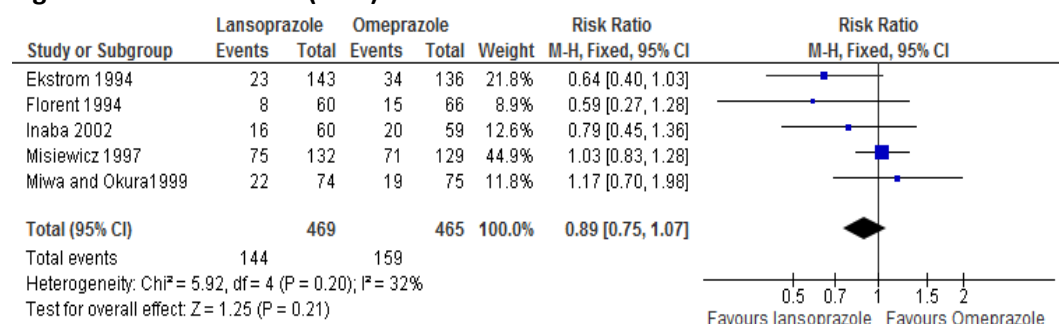 Lansoprazole Omeprazole Risk Ratio Risk Ratio
Study or Subgroup Events Total Events Total Weight M-H, Fixed, 95% CI M-H, Fixed, 95% CI
Ekstrom 1994 23 143 34 136 21.8% 0.64 [0.40, 1.03]
Florent 1994 8 60 15 66 8.9% 0.59 [0.27, 1.28]
Inaba 2002 16 60 20 59 12.6% 0.79 [0.45, 1.36]
Misiewicz 1997 75 132 71 129 44.9% 1.03 [0.83, 1.28]
Miwa and Okura1999 22 74 19 75 11.8% 1.17 [0.70, 1.98]
Total (95% CI) 469 465 100.0% 0.89 [0.75, 1.07]
Total events 144 159
Heterogeneity: Chi² = 5.92, df = 4 (P = 0.20); I² = 32%
Test for overall effect: Z = 1.25 (P = 0.21)
0.5 0.7 1 1.5 2
Favours lansoprazole Favours Omeprazole